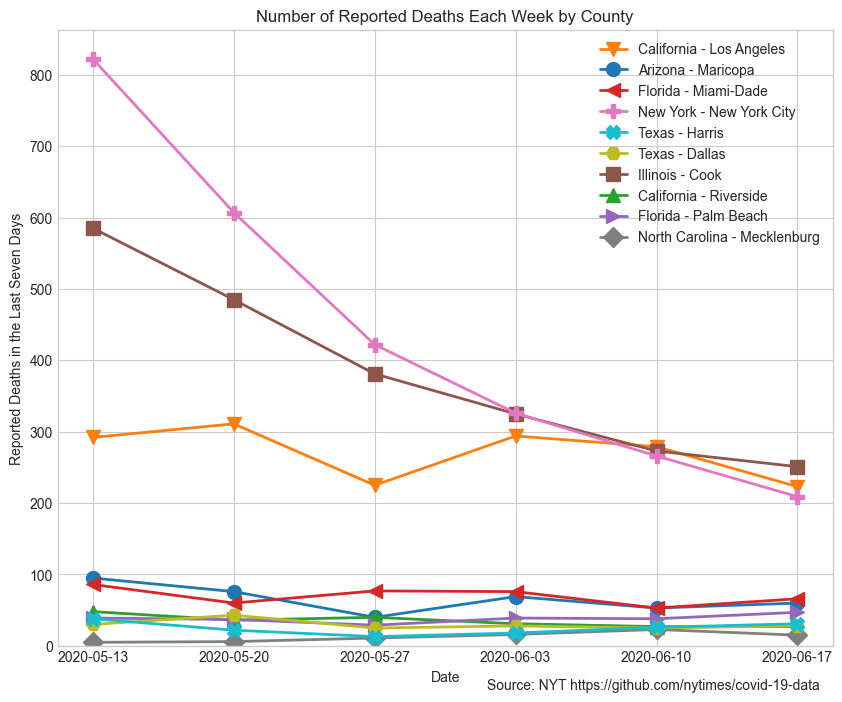 Number of Reported Deaths Each Week by County
Reported Deaths in the Last Seven Days
800
700
600
500
400
300
200
100
0
California - Los Angeles
Arizona - Maricopa
Florida - Miami-Dade
New York - New York City
Texas - Harris
Texas - Dallas
Illinois - Cook
California - Riverside
Florida - Palm Beach
North Carolina - Mecklenburg
2020-05-13 2020-05-20 2020-05-27 2020-06-03 2020-06-10 2020-06-17
Date
Source: NYT https://github.com/nytimes/covid-19-data